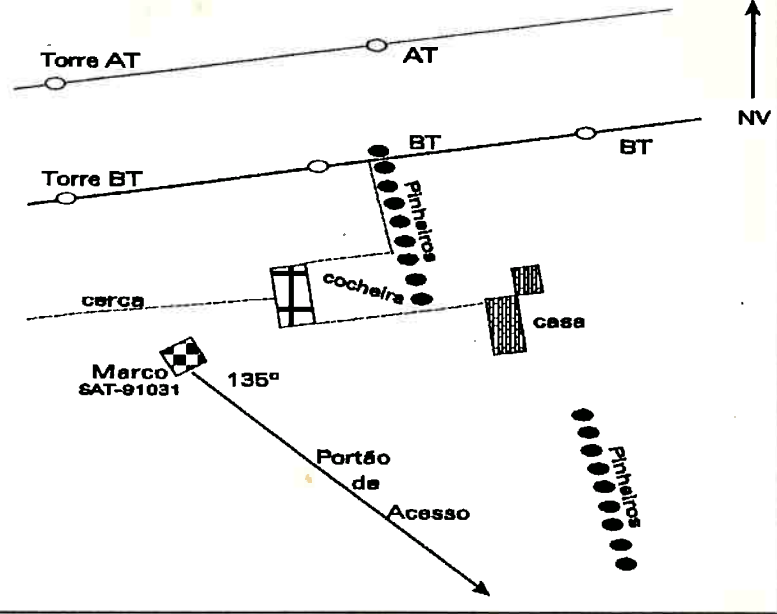 Torre AT
AT
NV
BT
BT
Torre BT
Pinheiros
cocheira
cerca
casa
Marco
SAT-91031
135º
Portão
de
Acesso
Pinheiros